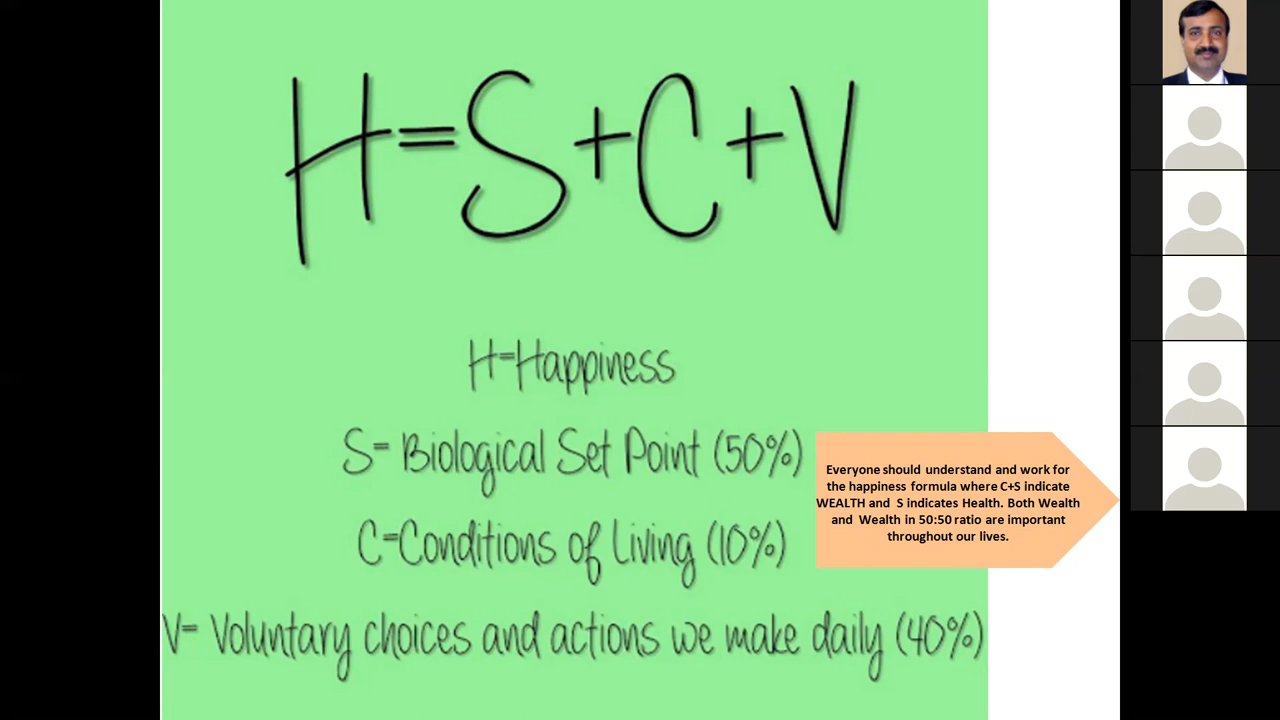 H=S+C+V
H=Happiness
S= Biological Set Point (50%)
C=Conditions of Living (10%)
V= Voluntary choices and actions we make daily (40%)
Everyone should understand and work for
the happiness formula where C+S indicate
WEALTH and S indicates Health. Both Wealth
and Wealth in 50:50 ratio are important
throughout our lives.